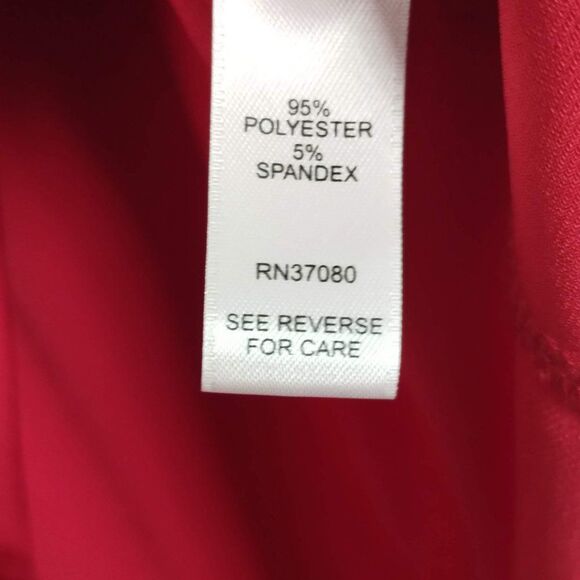 95%
POLYESTER
5%
SPANDEX
RN37080
SEE REVERSE
FOR CARE